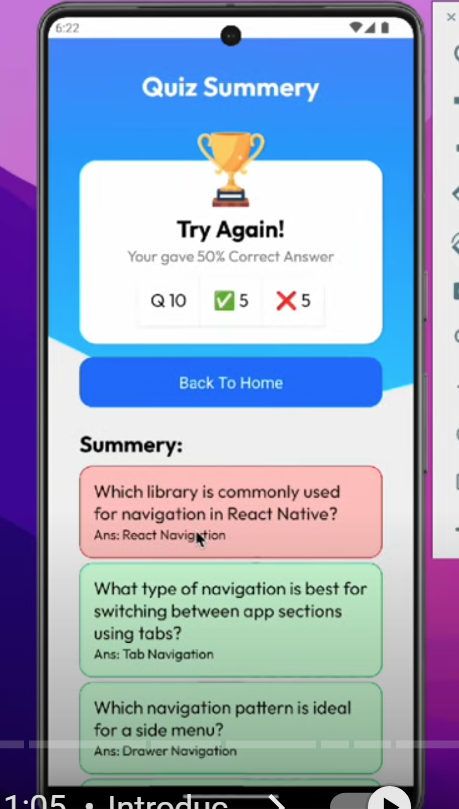 6:22
Quiz Summery
Try Again!
Your gave 50% Correct Answer
Q 10
✅ 5
❌ 5
Back To Home
Summery:
Which library is commonly used
for navigation in React Native?
Ans: React Navigation
What type of navigation is best for
switching between app sections
using tabs?
Ans: Tab Navigation
Which navigation pattern is ideal
for a side menu?
Ans: Drawer Navigation
1:05 • Introduc